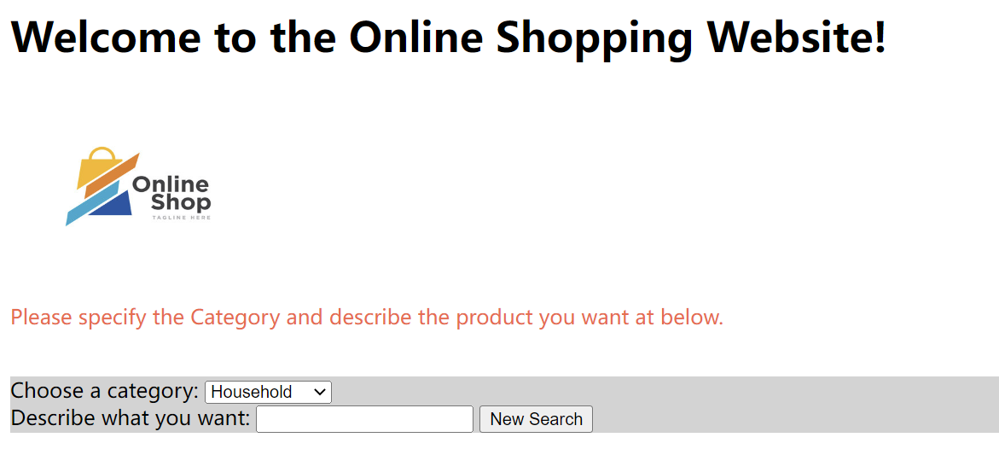 Welcome to the Online Shopping Website!
Online
Shop
TAGLINE HERE
Please specify the Category and describe the product you want at below.
Choose a category: Household
Describe what you want: New Search